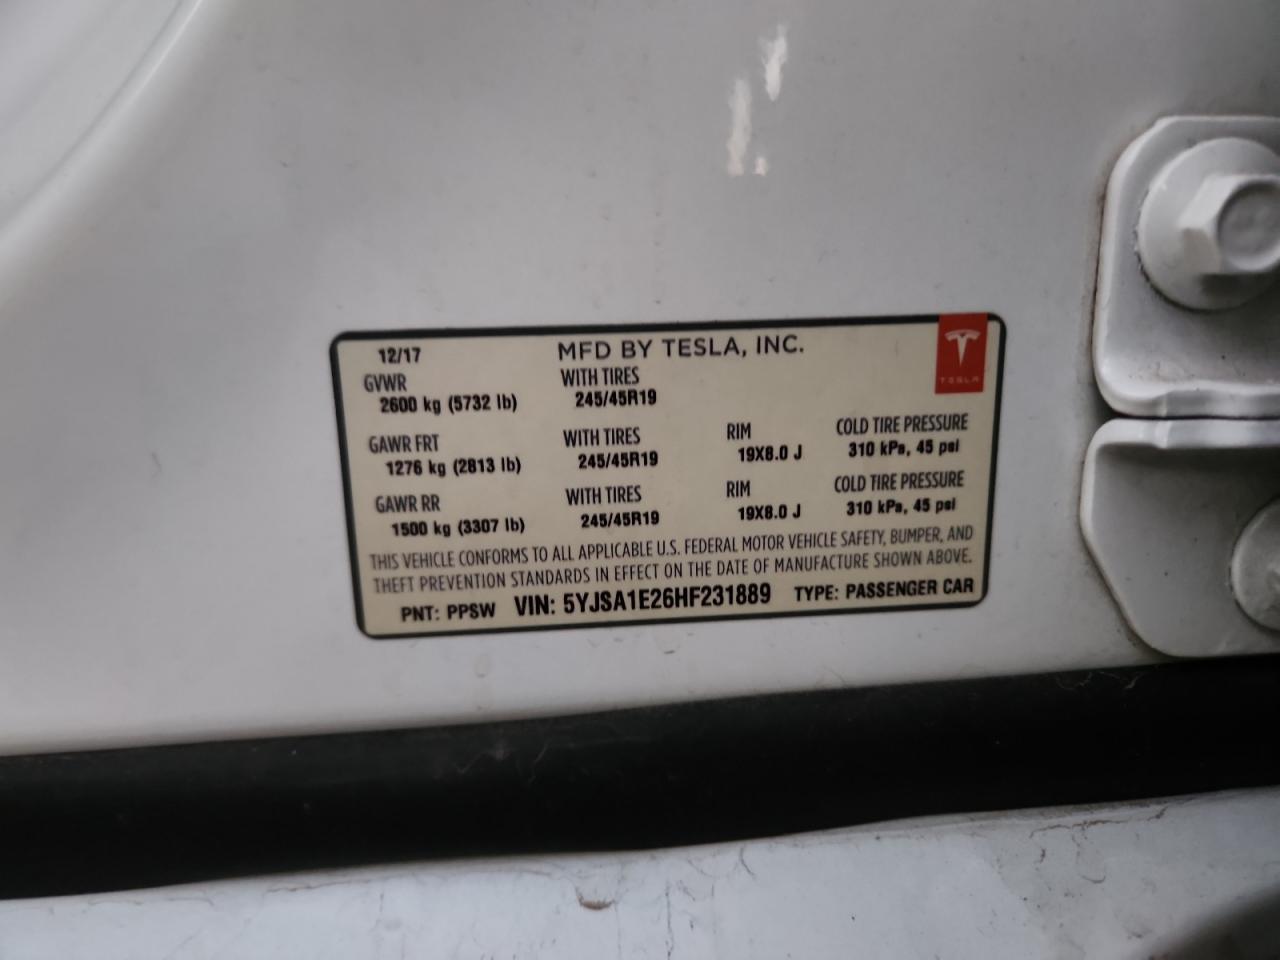 12/17 MFD BY TESLA, INC.
TESLA
GVWR WITH TIRES
2600 kg (5732 lb) 245/45R19
GAWR FRT WITH TIRES RIM COLD TIRE PRESSURE
1276 kg (2813 lb) 245/45R19 19X8.0 J 310 kPa, 45 psi
GAWR RR WITH TIRES RIM COLD TIRE PRESSURE
1500 kg (3307 lb) 245/45R19 19X8.0 J 310 kPa, 45 psi
THIS VEHICLE CONFORMS TO ALL APPLICABLE U.S. FEDERAL MOTOR VEHICLE SAFETY, BUMPER, AND
THEFT PREVENTION STANDARDS IN EFFECT ON THE DATE OF MANUFACTURE SHOWN ABOVE.
PNT: PPSW VIN: 5YJSA1E26HF231889 TYPE: PASSENGER CAR